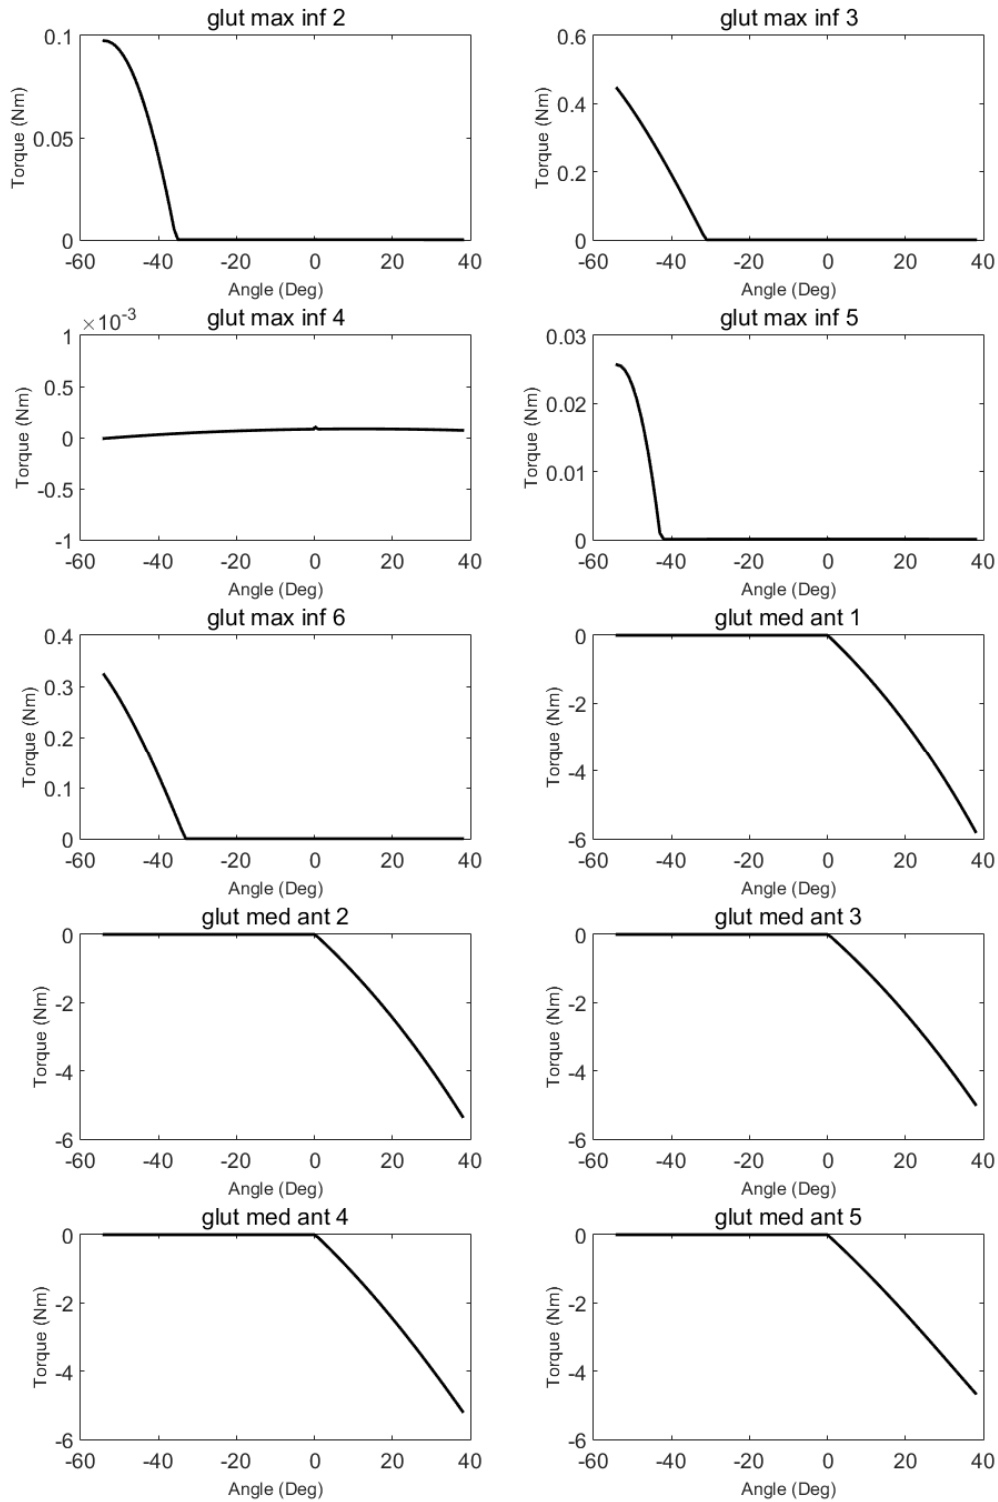 glut max inf 2
0.1
0.05
0
Torque (Nm)
-60 -40 -20 0 20 40
Angle (Deg)
glut max inf 3
0.6
0.4
0.2
0
Torque (Nm)
-60 -40 -20 0 20 40
Angle (Deg)
glut max inf 4
×10⁻³
1
0.5
0
-0.5
-1
Torque (Nm)
-60 -40 -20 0 20 40
Angle (Deg)
glut max inf 5
0.03
0.02
0.01
0
Torque (Nm)
-60 -40 -20 0 20 40
Angle (Deg)
glut max inf 6
0.4
0.3
0.2
0.1
0
Torque (Nm)
-60 -40 -20 0 20 40
Angle (Deg)
glut med ant 1
0
-2
-4
-6
Torque (Nm)
-60 -40 -20 0 20 40
Angle (Deg)
glut med ant 2
0
-2
-4
-6
Torque (Nm)
-60 -40 -20 0 20 40
Angle (Deg)
glut med ant 3
0
-2
-4
-6
Torque (Nm)
-60 -40 -20 0 20 40
Angle (Deg)
glut med ant 4
0
-2
-4
-6
Torque (Nm)
-60 -40 -20 0 20 40
Angle (Deg)
glut med ant 5
0
-2
-4
-6
Torque (Nm)
-60 -40 -20 0 20 40
Angle (Deg)